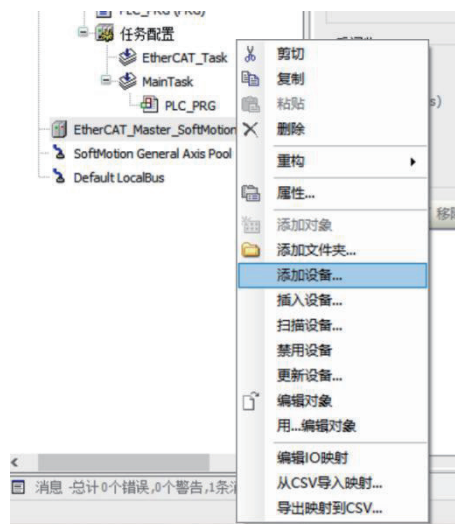 PLC_PRG (PRG)
任务配置
EtherCAT_Task
MainTask
PLC_PRG
EtherCAT_Master_SoftMotion
SoftMotion General Axis Pool
Default LocalBus
剪切
复制
粘贴
s)
删除
重构
属性...
添加对象
移除
添加文件夹...
添加设备...
插入设备...
扫描设备...
禁用设备
更新设备...
编辑对象
用...编辑对象
编辑IO映射
从CSV导入映射...
导出映射到CSV...
消息 -总计0个错误,0个警告,1条消